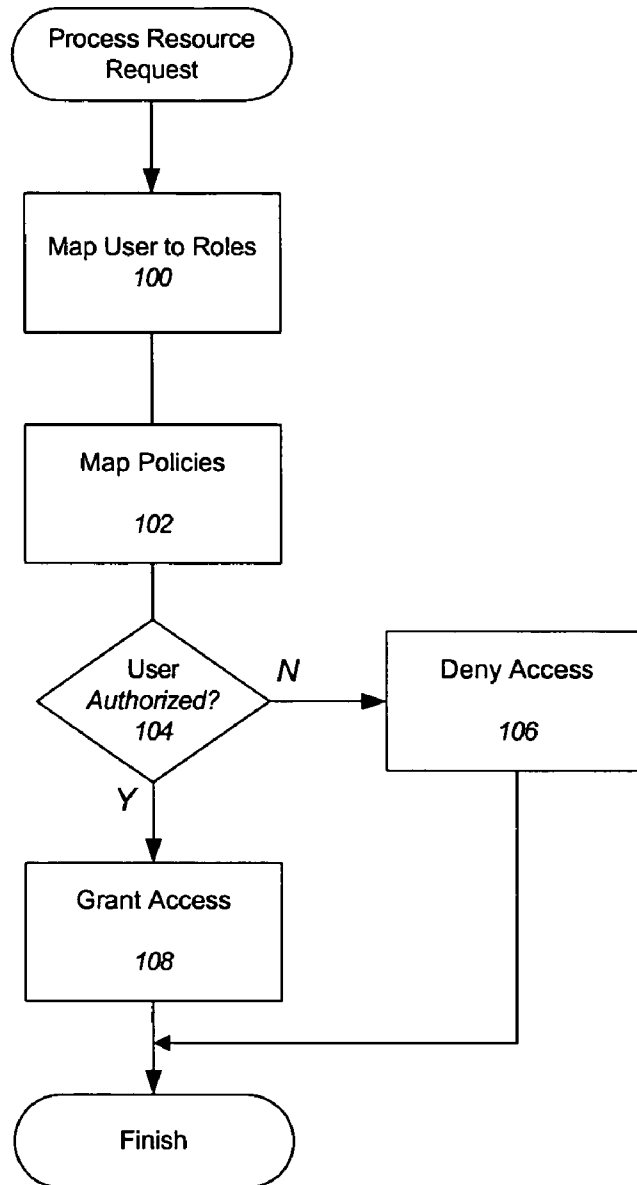 Process Resource
Request
Map User to Roles
100
Map Policies
102
User
Authorized?
104
N
Deny Access
106
Y
Grant Access
108
Finish